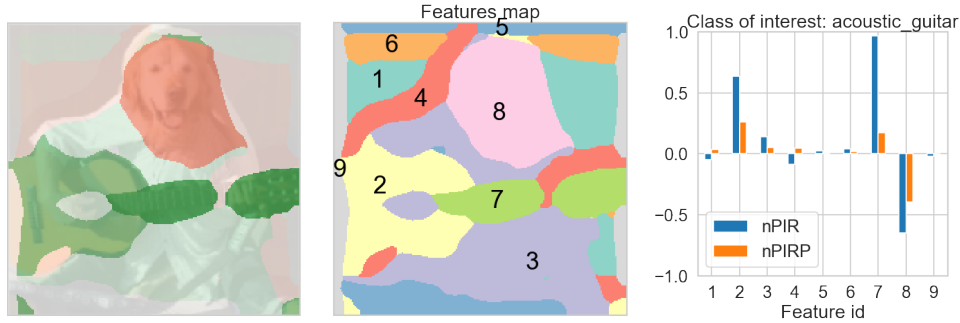 Features map
5
6
1
4
8
9
2
7
3
Class of interest: acoustic_guitar
1.0
0.5
0.0
−0.5
−1.0
nPIR
nPIRP
1 2 3 4 5 6 7 8 9
Feature id